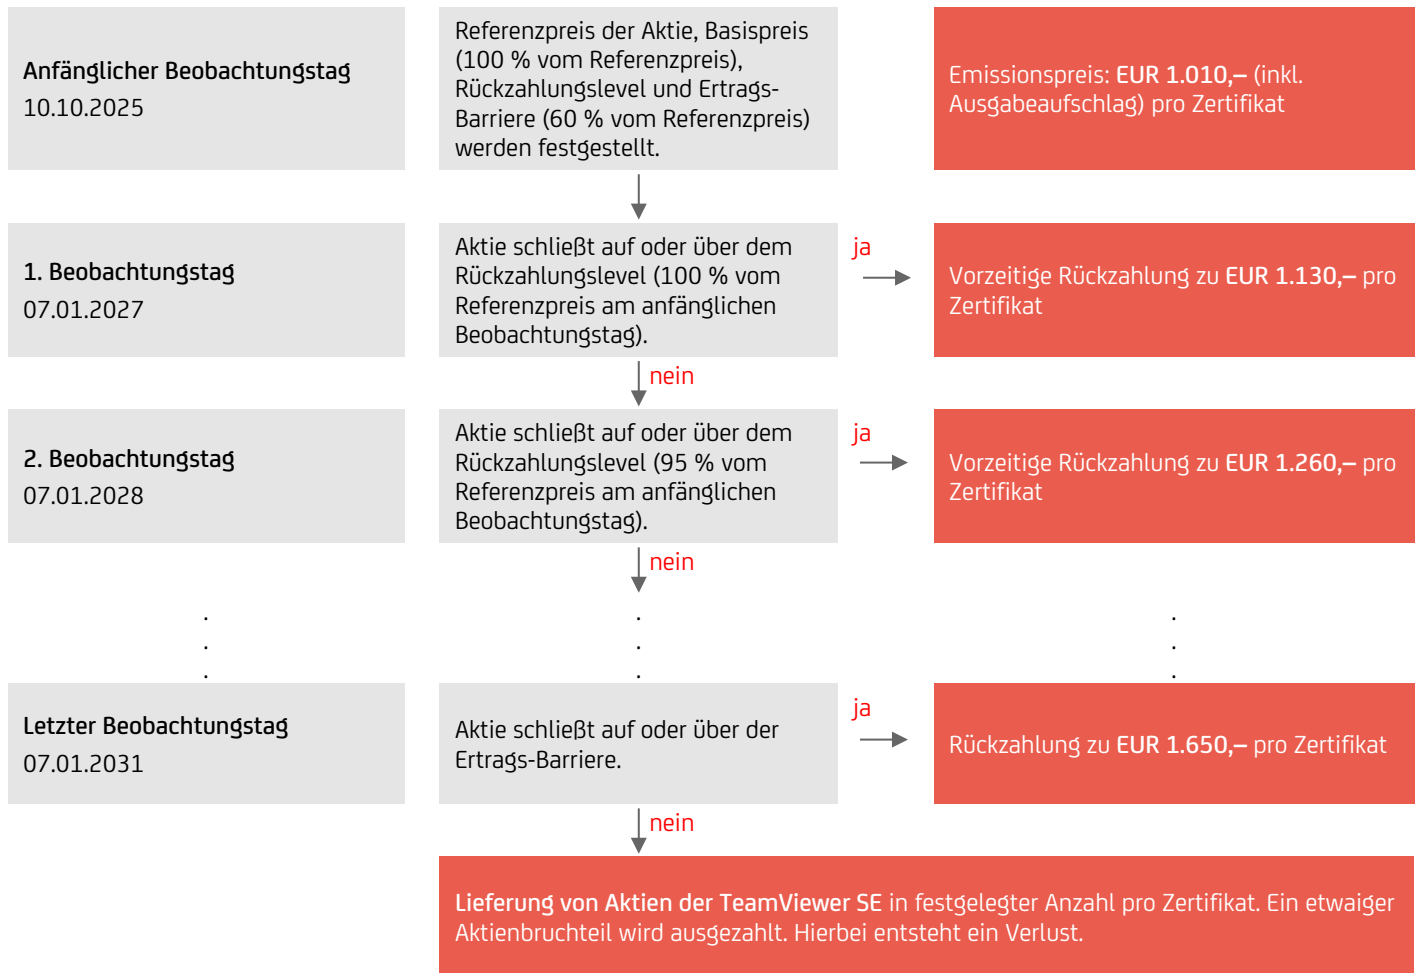 Anfänglicher Beobachtungstag
10.10.2025
Referenzpreis der Aktie, Basispreis
(100 % vom Referenzpreis),
Rückzahlungslevel und Ertrags-
Barriere (60 % vom Referenzpreis)
werden festgestellt.
Emissionspreis: EUR 1.010,– (inkl.
Ausgabeaufschlag) pro Zertifikat
1. Beobachtungstag
07.01.2027
Aktie schließt auf oder über dem
Rückzahlungslevel (100 % vom
Referenzpreis am anfänglichen
Beobachtungstag).
ja
Vorzeitige Rückzahlung zu EUR 1.130,– pro
Zertifikat
nein
2. Beobachtungstag
07.01.2028
Aktie schließt auf oder über dem
Rückzahlungslevel (95 % vom
Referenzpreis am anfänglichen
Beobachtungstag).
ja
Vorzeitige Rückzahlung zu EUR 1.260,– pro
Zertifikat
nein
. . .
. . .
. . .
Letzter Beobachtungstag
07.01.2031
Aktie schließt auf oder über der
Ertrags-Barriere.
ja
Rückzahlung zu EUR 1.650,– pro Zertifikat
nein
Lieferung von Aktien der TeamViewer SE in festgelegter Anzahl pro Zertifikat. Ein etwaiger
Aktienbruchteil wird ausgezahlt. Hierbei entsteht ein Verlust.